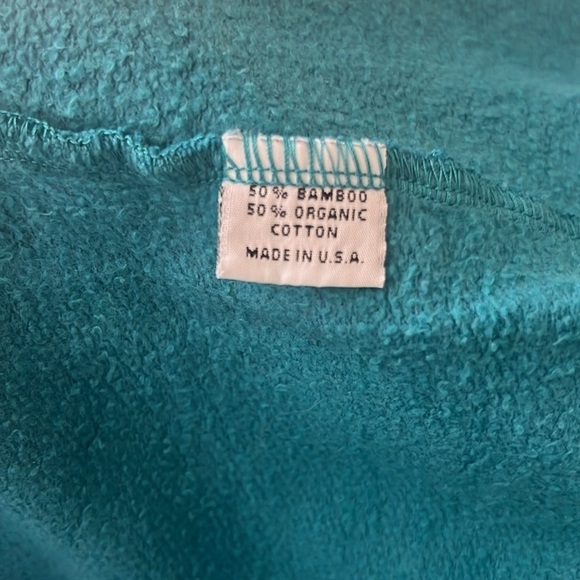 50% BAMBOO
50% ORGANIC
COTTON
MADE IN U.S.A.